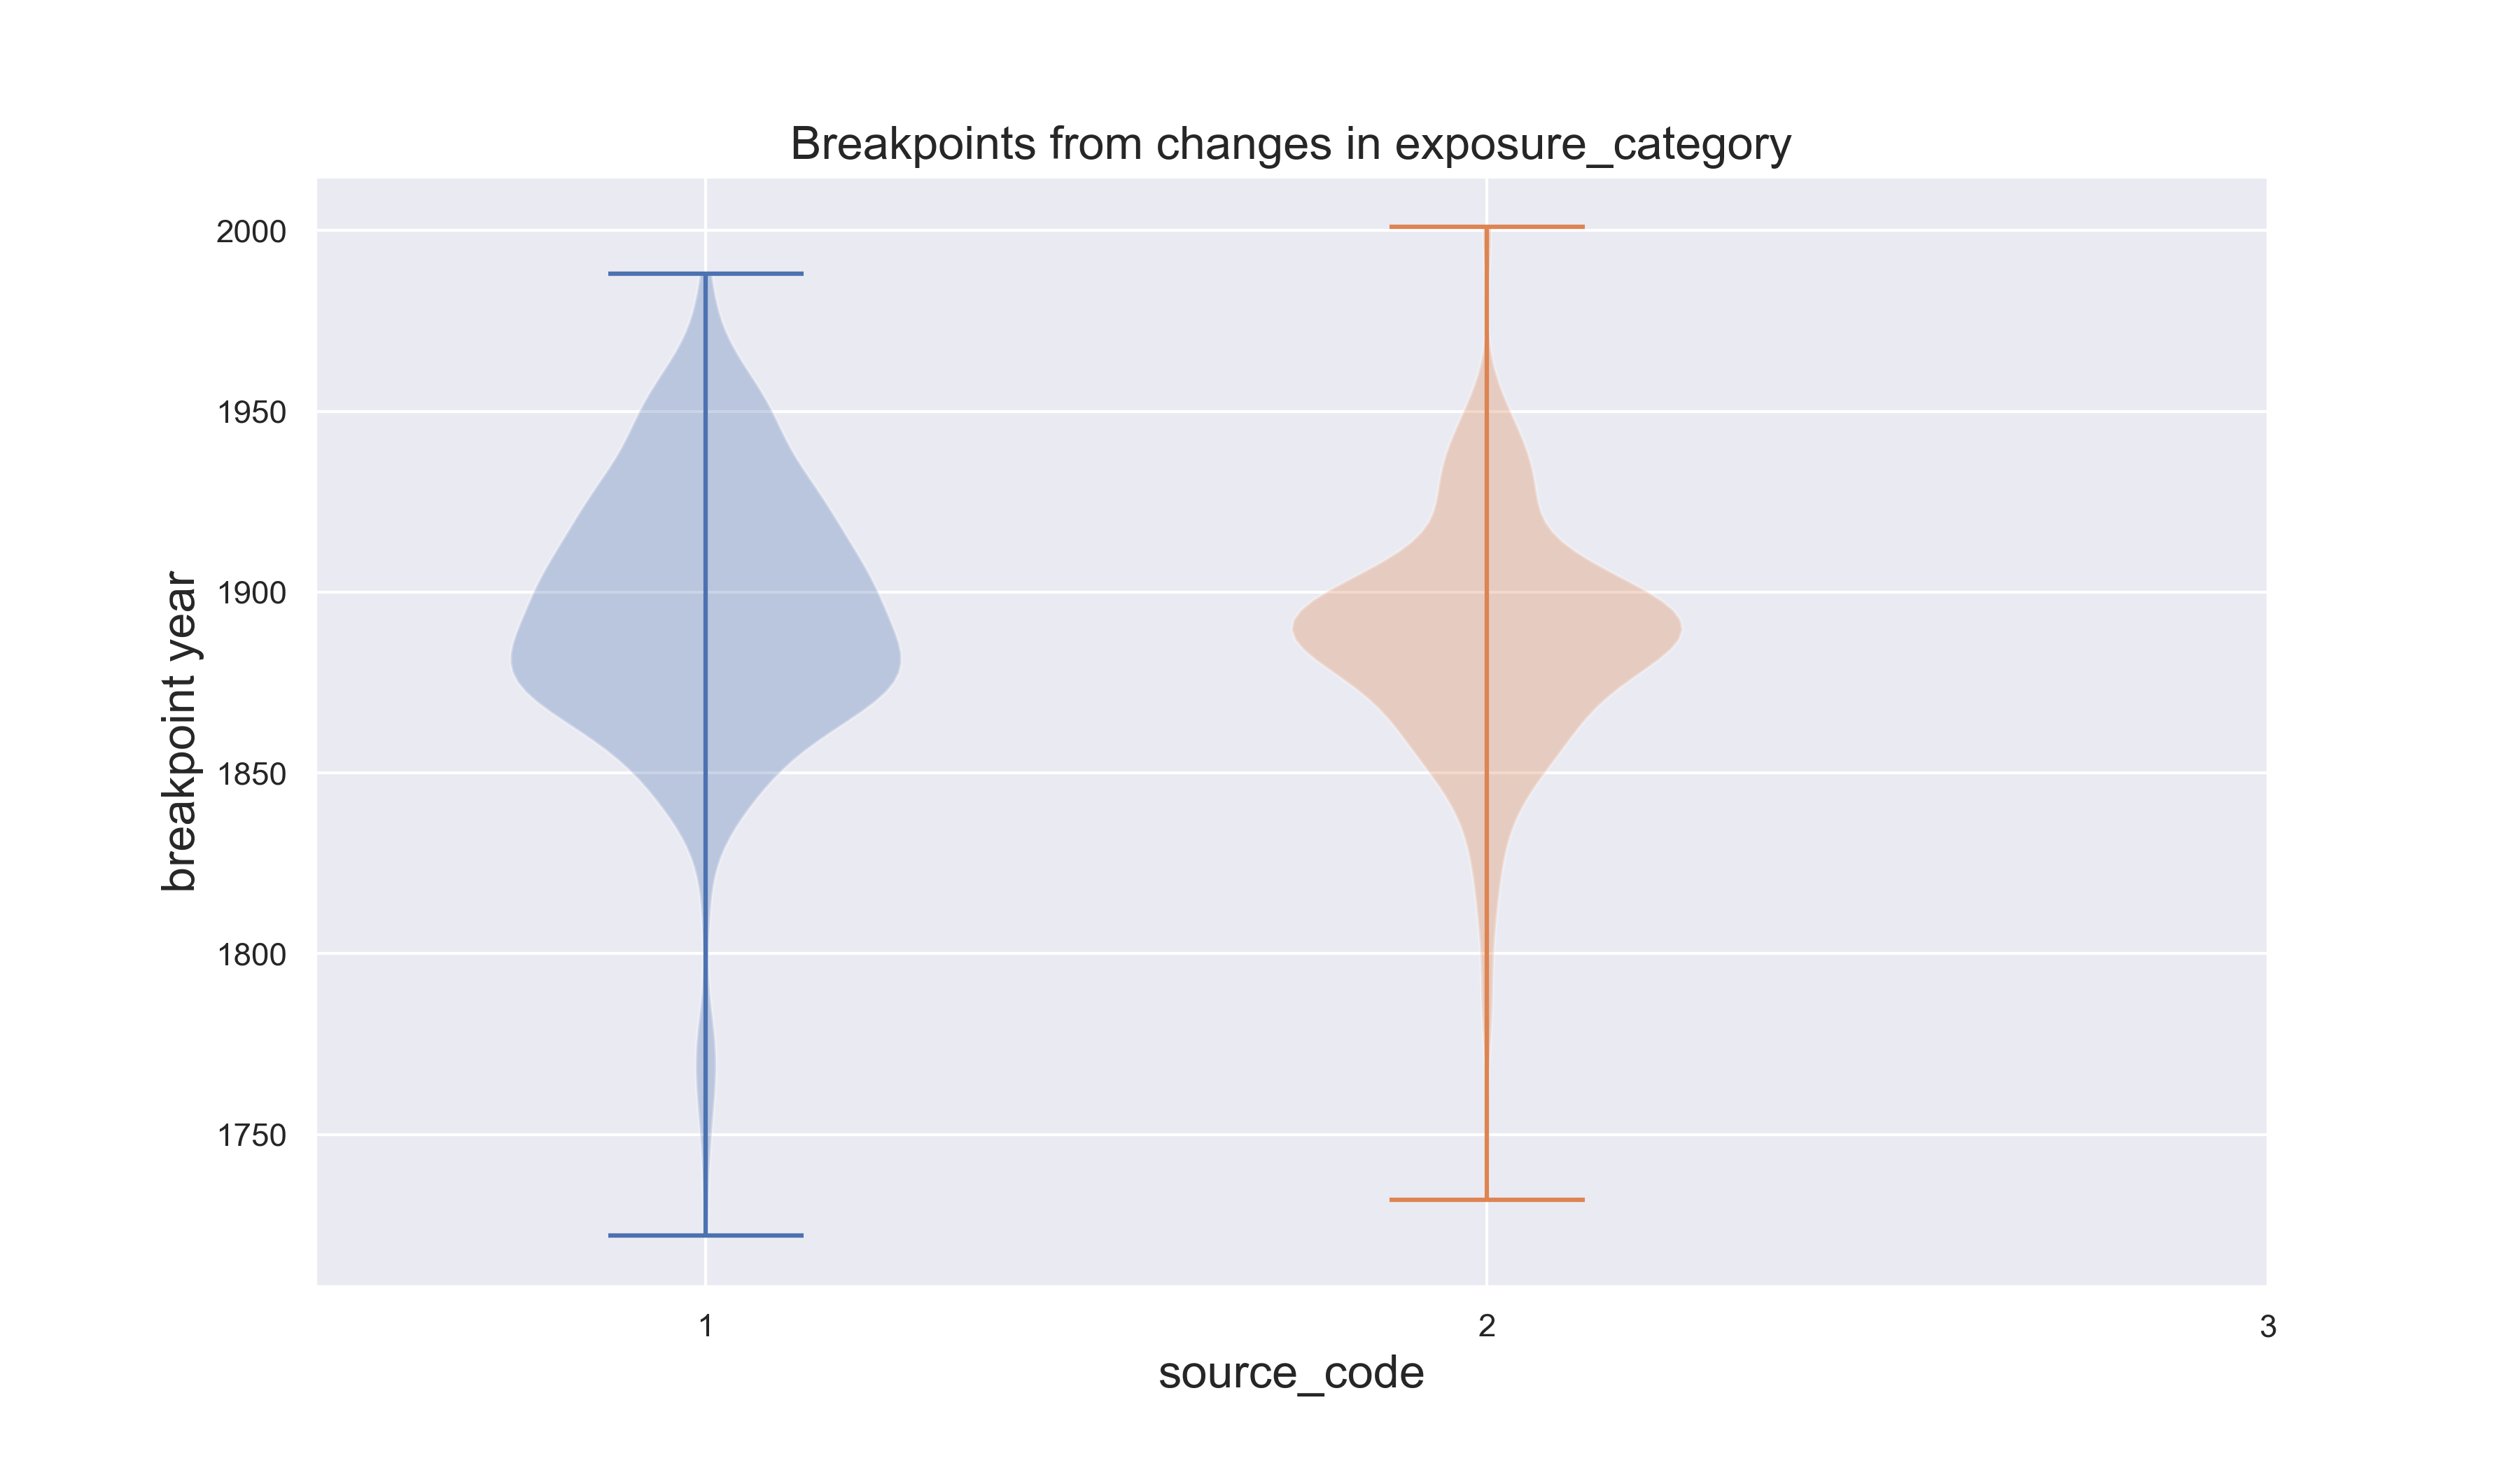 Breakpoints from changes in exposure_category
2000
1950
1900
1850
1800
1750
breakpoint year
1 2 3
source_code